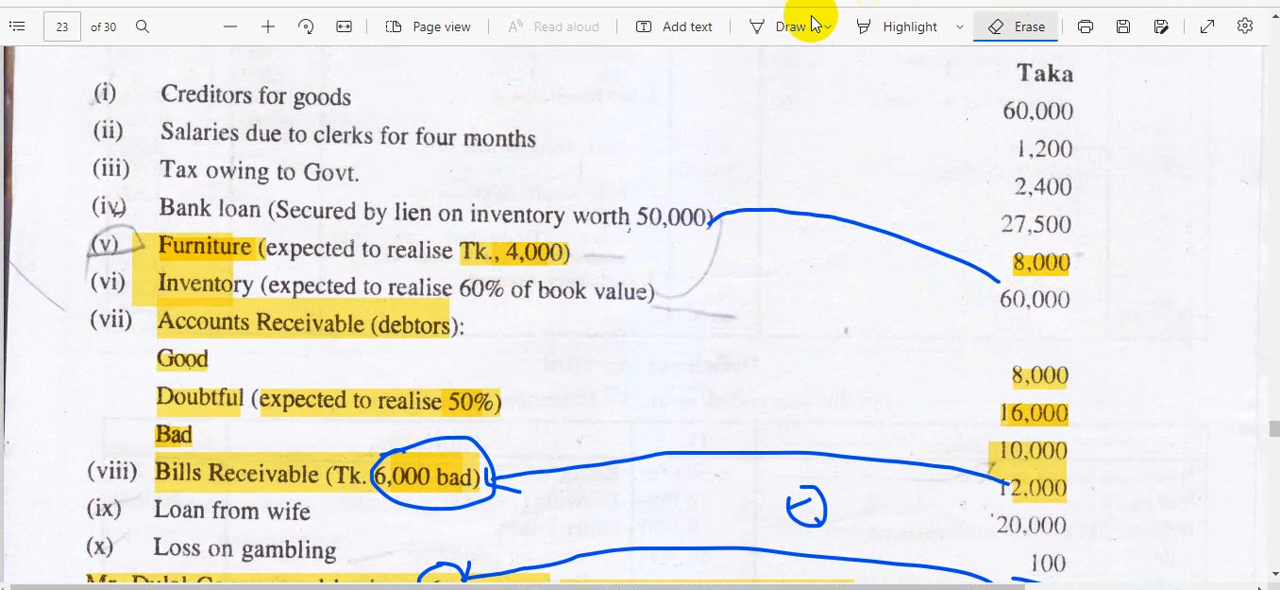 23 of 30 Page view Read aloud Add text Draw Highlight Erase
Taka
(i) Creditors for goods 60,000
(ii) Salaries due to clerks for four months 1,200
(iii) Tax owing to Govt. 2,400
(iv) Bank loan (Secured by lien on inventory worth 50,000) 27,500
(v) Furniture (expected to realise Tk., 4,000) 8,000
(vi) Inventory (expected to realise 60% of book value) 60,000
(vii) Accounts Receivable (debtors):
Good 8,000
Doubtful (expected to realise 50%) 16,000
Bad 10,000
(viii) Bills Receivable (Tk. 6,000 bad) 12,000
(ix) Loan from wife 20,000
(x) Loss on gambling 100